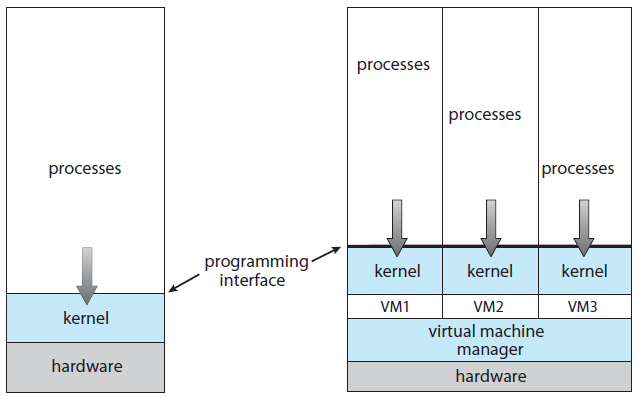 processes
kernel
hardware
programming
interface
processes
processes
processes
kernel
kernel
kernel
VM1
VM2
VM3
virtual machine
manager
hardware